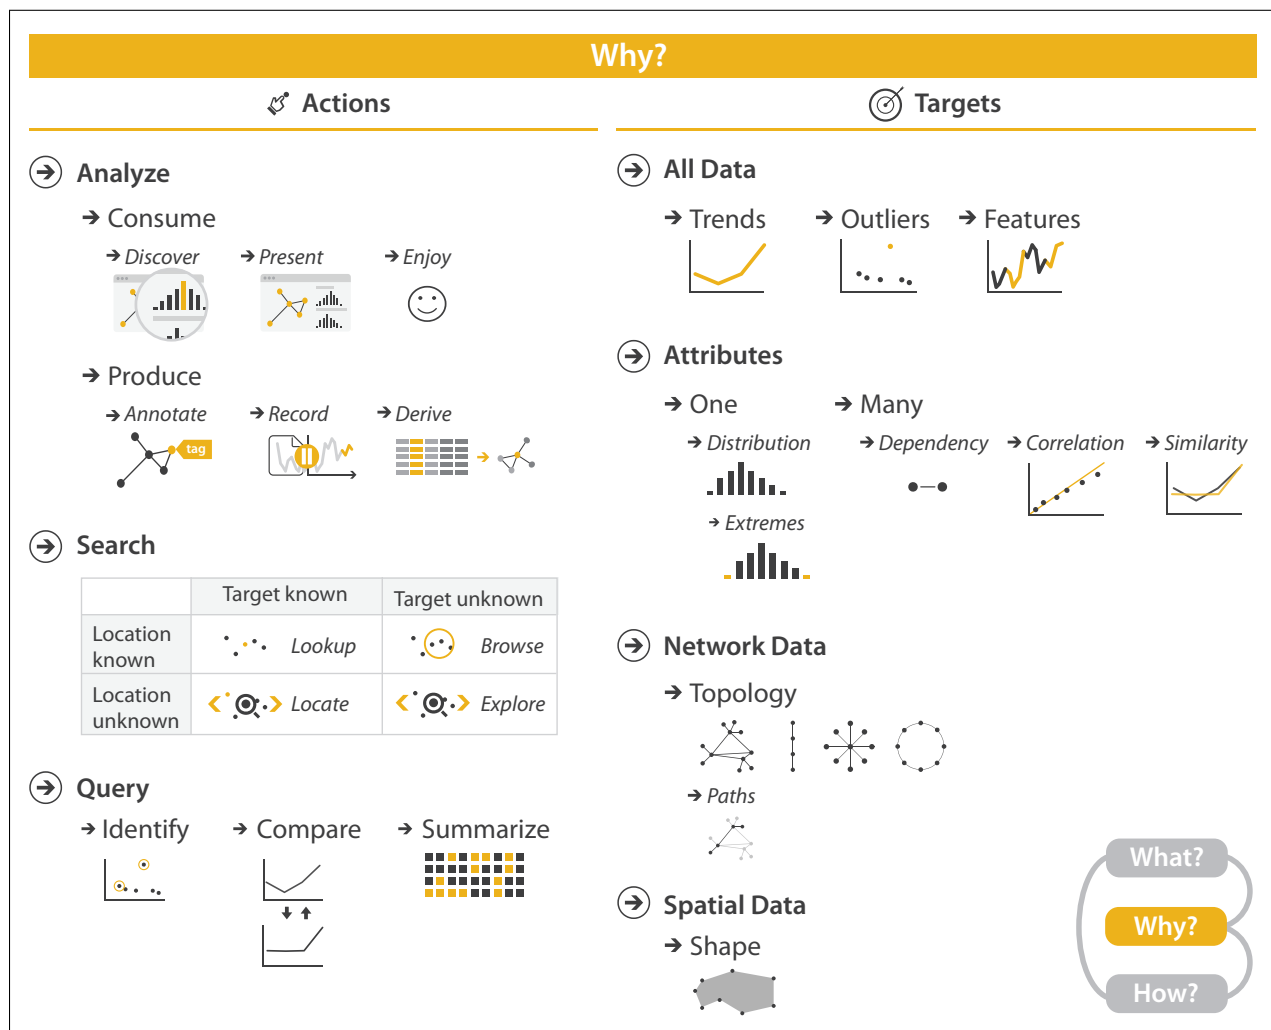 Why?
Actions
Analyze
Consume
Discover
Present
Enjoy
Produce
Annotate
Record
Derive
tag
Search
Target known
Target unknown
Location
known
Lookup
Browse
Location
unknown
Locate
Explore
Query
Identify
Compare
Summarize
Targets
All Data
Trends
Outliers
Features
Attributes
One
Many
Distribution
Dependency
Correlation
Similarity
Extremes
Network Data
Topology
Paths
Spatial Data
Shape
What?
Why?
How?